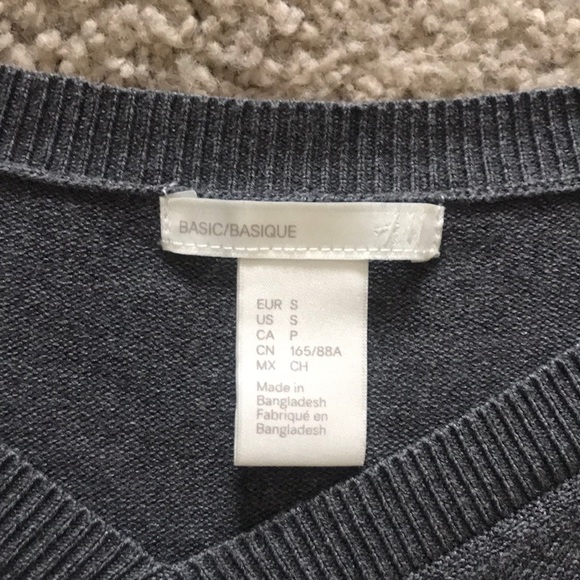 BASIC/BASIQUE
EUR S
US S
CA P
CN 165/88A
MX CH
Made in
Bangladesh
Fabriqué en
Bangladesh